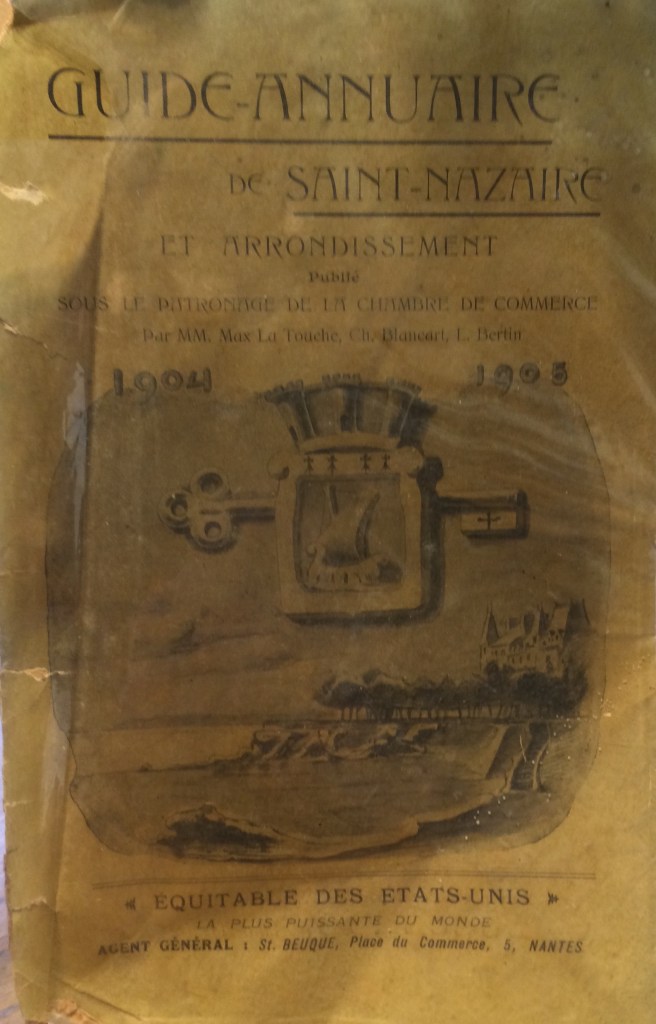 GUIDE-ANNUAIRE
DE SAINT-NAZAIRE
ET ARRONDISSEMENT
Publié
SOUS LE PATRONAGE DE LA CHAMBRE DE COMMERCE
Par MM. Max La Touche, Ch. Blancart, L. Bertin
1904 1905
« EQUITABLE DES ETATS-UNIS »
LA PLUS PUISSANTE DU MONDE
AGENT GÉNÉRAL : St. BEUQUE, Place du Commerce, 5, NANTES